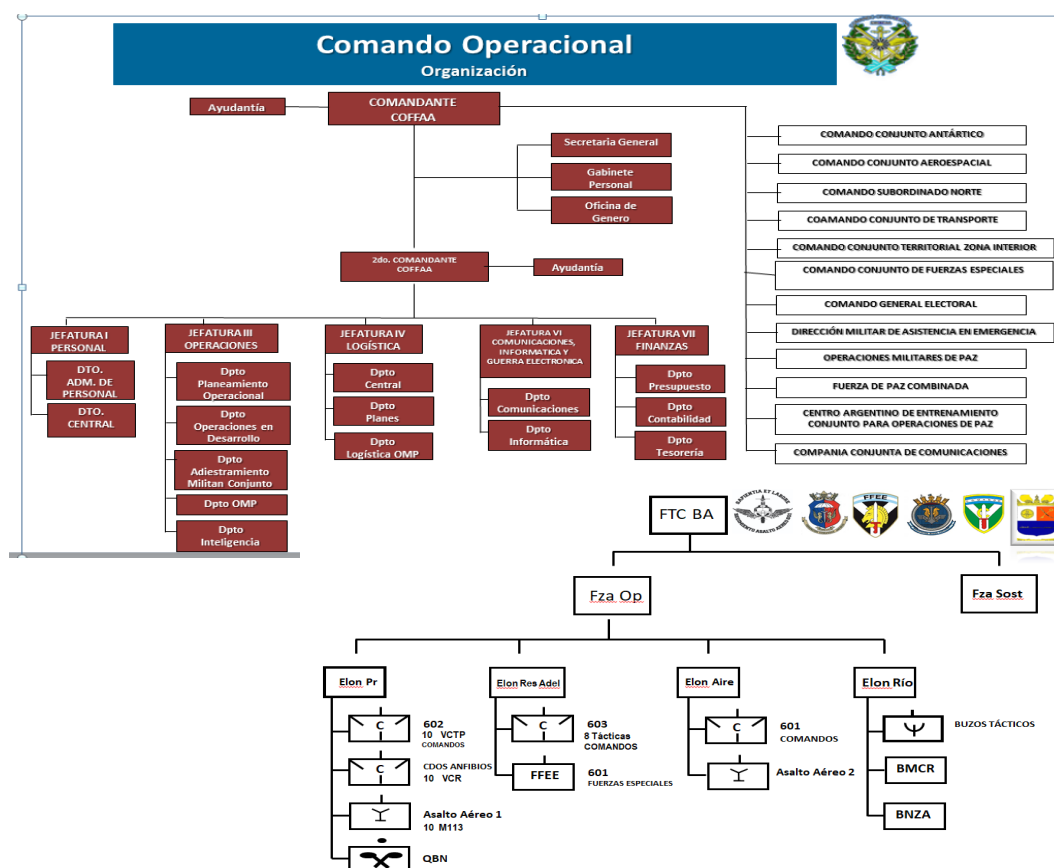 Comando Operacional
Organización
Ayudantía
COMANDANTE
COFFAA
Secretaria General
Gabinete
Personal
Oficina de
Genero
2do. COMANDANTE
COFFAA
Ayudantía
JEFATURA I
PERSONAL
DTO.
ADM. DE
PERSONAL
DTO.
CENTRAL
JEFATURA III
OPERACIONES
Dpto
Planeamiento
Operacional
Dpto
Operaciones en
Desarrollo
Dpto
Adiestramiento
Militan Conjunto
Dpto OMP
Dpto
Inteligencia
JEFATURA IV
LOGÍSTICA
Dpto
Central
Dpto
Planes
Dpto
Logística OMP
JEFATURA VI
COMUNICACIONES,
INFORMATICA Y
GUERRA ELECTRONICA
Dpto
Comunicaciones
Dpto
Informática
JEFATURA VII
FINANZAS
Dpto
Presupuesto
Dpto
Contabilidad
Dpto
Tesorería
COMANDO CONJUNTO ANTÁRTICO
COMANDO CONJUNTO AEROESPACIAL
COMANDO SUBORDINADO NORTE
COAMANDO CONJUNTO DE TRANSPORTE
COMANDO CONJUNTO TERRITORIAL ZONA INTERIOR
COMANDO CONJUNTO DE FUERZAS ESPECIALES
COMANDO GENERAL ELECTORAL
DIRECCIÓN MILITAR DE ASISTENCIA EN EMERGENCIA
OPERACIONES MILITARES DE PAZ
FUERZA DE PAZ COMBINADA
CENTRO ARGENTINO DE ENTRENAMIENTO
CONJUNTO PARA OPERACIONES DE PAZ
COMPANIA CONJUNTA DE COMUNICACIONES
FTC BA
SAPIENTIA ET LABORE
FFEE
Fza Op
Fza Sost
Elon Pr
C
602
10 VCTP
COMANDOS
C
CDOS ANFIBIOS
10 VCR
Asalto Aéreo 1
10 M113
QBN
Elon Res Adel
C
603
8 Tácticas
COMANDOS
FFEE
601
FUERZAS ESPECIALES
Elon Aire
C
601
COMANDOS
Asalto Aéreo 2
Elon Río
BUZOS TÁCTICOS
BMCR
BNZA